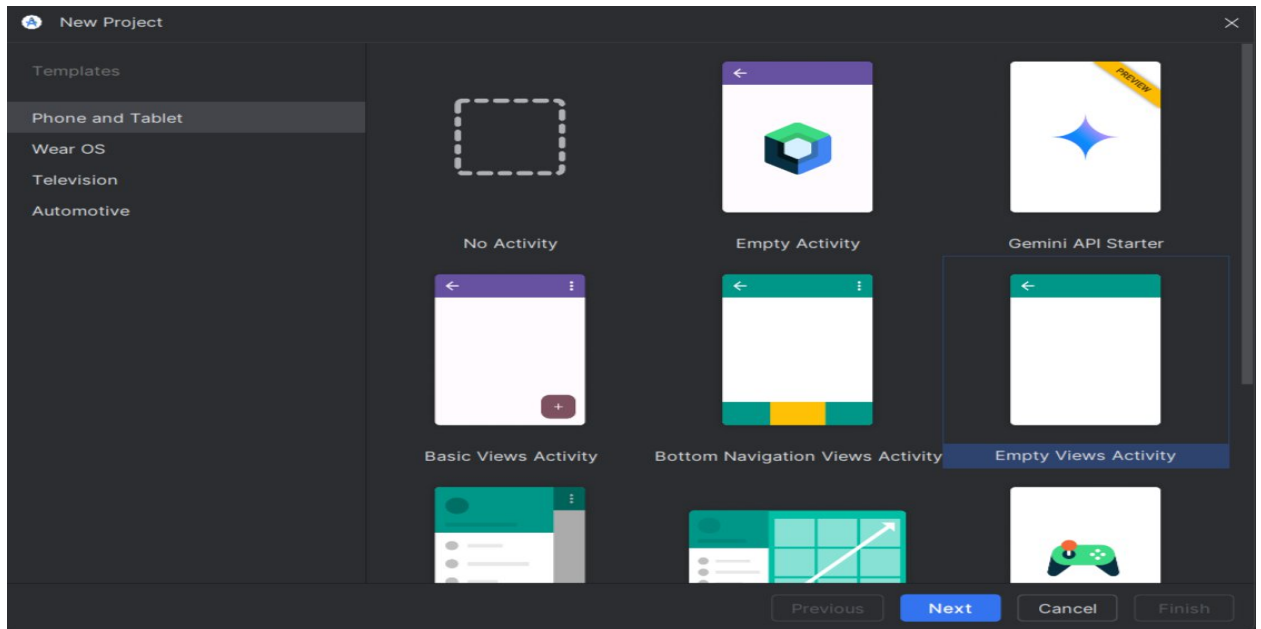 New Project
Templates
Phone and Tablet
Wear OS
Television
Automotive
PREVIEW
No Activity
Empty Activity
Gemini API Starter
Basic Views Activity
Bottom Navigation Views Activity
Empty Views Activity
Previous
Next
Cancel
Finish